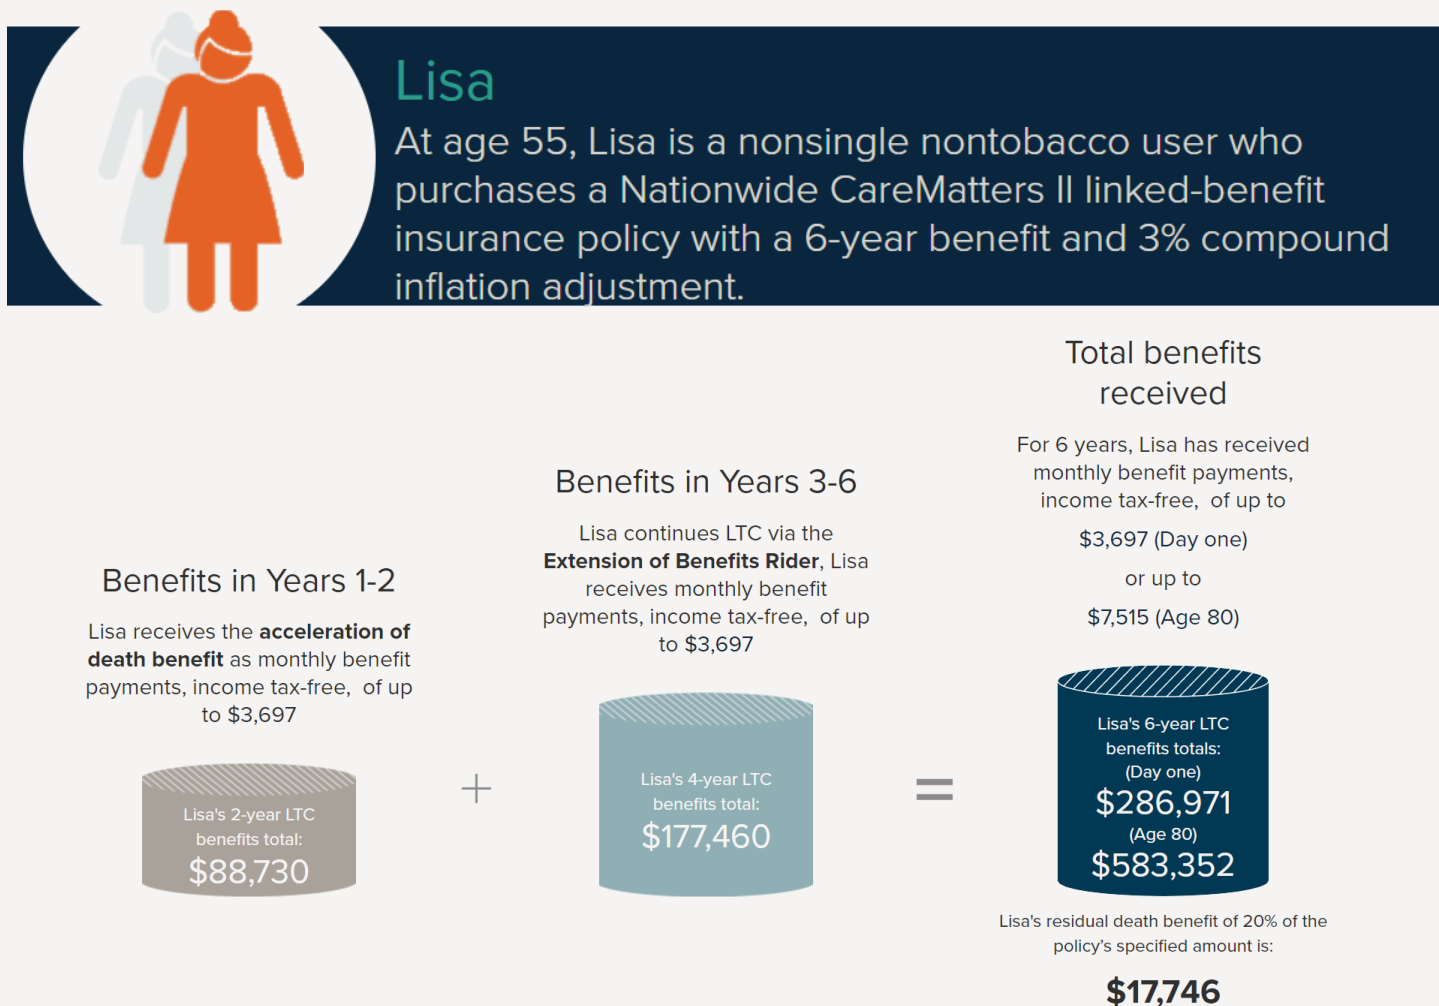 Lisa
At age 55, Lisa is a nonsingle nontobacco user who
purchases a Nationwide CareMatters II linked-benefit
insurance policy with a 6-year benefit and 3% compound
inflation adjustment.
Benefits in Years 1-2
Lisa receives the acceleration of
death benefit as monthly benefit
payments, income tax-free, of up
to $3,697
Lisa's 2-year LTC
benefits total:
$88,730
+
Benefits in Years 3-6
Lisa continues LTC via the
Extension of Benefits Rider, Lisa
receives monthly benefit
payments, income tax-free, of up
to $3,697
Lisa's 4-year LTC
benefits total:
$177,460
=
Total benefits
received
For 6 years, Lisa has received
monthly benefit payments,
income tax-free, of up to
$3,697 (Day one)
or up to
$7,515 (Age 80)
Lisa's 6-year LTC
benefits totals:
(Day one)
$286,971
(Age 80)
$583,352
Lisa's residual death benefit of 20% of the
policy's specified amount is:
$17,746